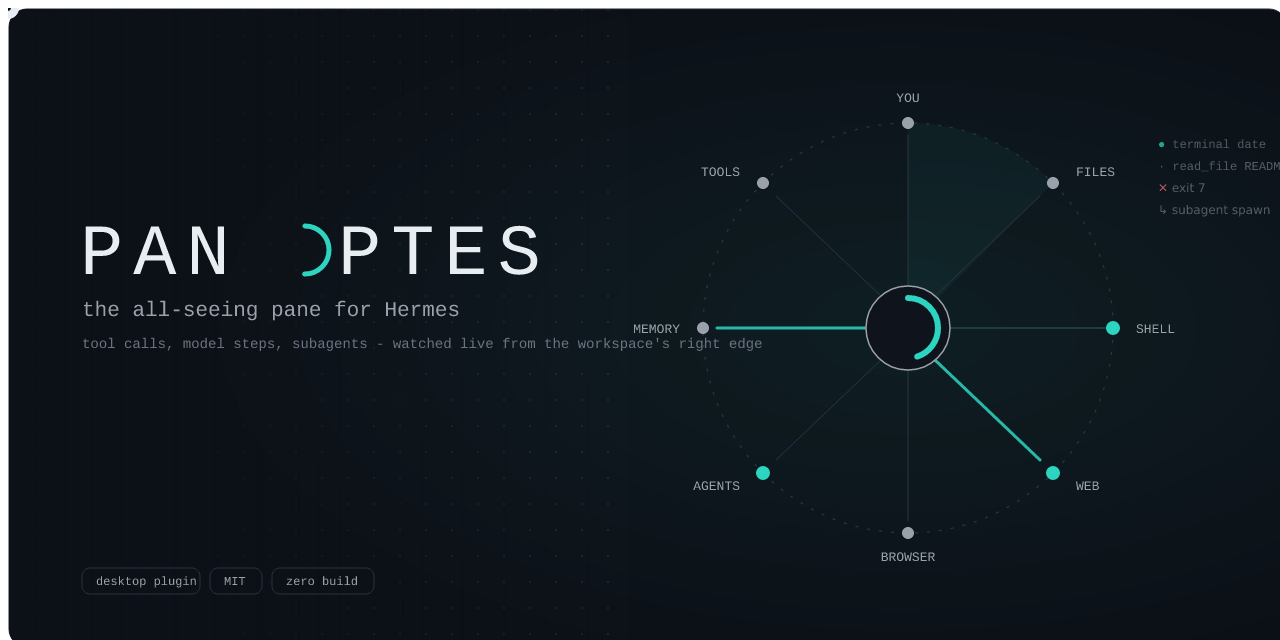 PAN PTES
the all-seeing pane for Hermes
tool calls, model steps, subagents - watched live from the workspace's right edge
desktop plugin
MIT
zero build
YOU
TOOLS
FILES
MEMORY
SHELL
AGENTS
WEB
BROWSER
● terminal date
· read_file READM
✕ exit 7
↳ subagent spawn